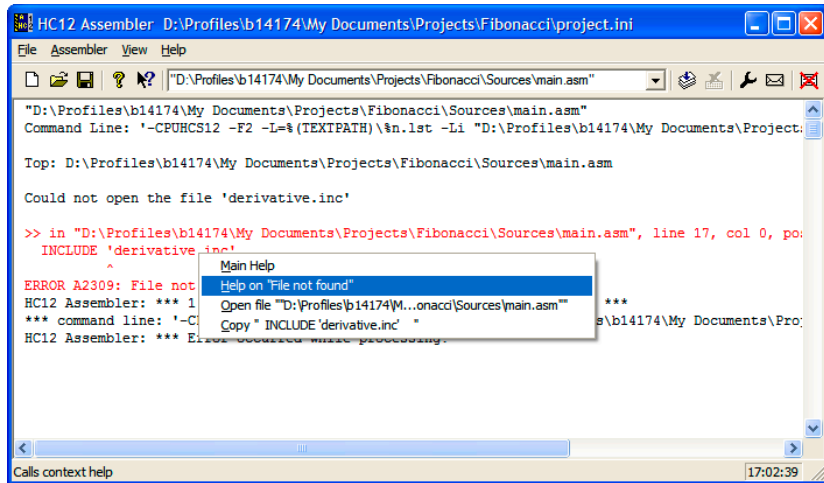 HC12 Assembler D:\Profiles\b14174\My Documents\Projects\Fibonacci\project.ini
File Assembler View Help
"D:\Profiles\b14174\My Documents\Projects\Fibonacci\Sources\main.asm"
"D:\Profiles\b14174\My Documents\Projects\Fibonacci\Sources\main.asm"
Command Line: '-CPUHCS12 -F2 -L=%(TEXTPATH)\%n.lst -Li "D:\Profiles\b14174\My Documents\Project:
Top: D:\Profiles\b14174\My Documents\Projects\Fibonacci\Sources\main.asm
Could not open the file 'derivative.inc'
>> in "D:\Profiles\b14174\My Documents\Projects\Fibonacci\Sources\main.asm", line 17, col 0, po
INCLUDE 'derivative.inc'
^
ERROR A2309: File not
HC12 Assembler: *** 1 ***
*** command line: '-C s\b14174\My Documents\Pro
HC12 Assembler: *** Error occurred while processing!
Main Help
Help on "File not found"
Open file ""D:\Profiles\b14174\M...onacci\Sources\main.asm""
Copy " INCLUDE 'derivative.inc' "
Calls context help
17:02:39